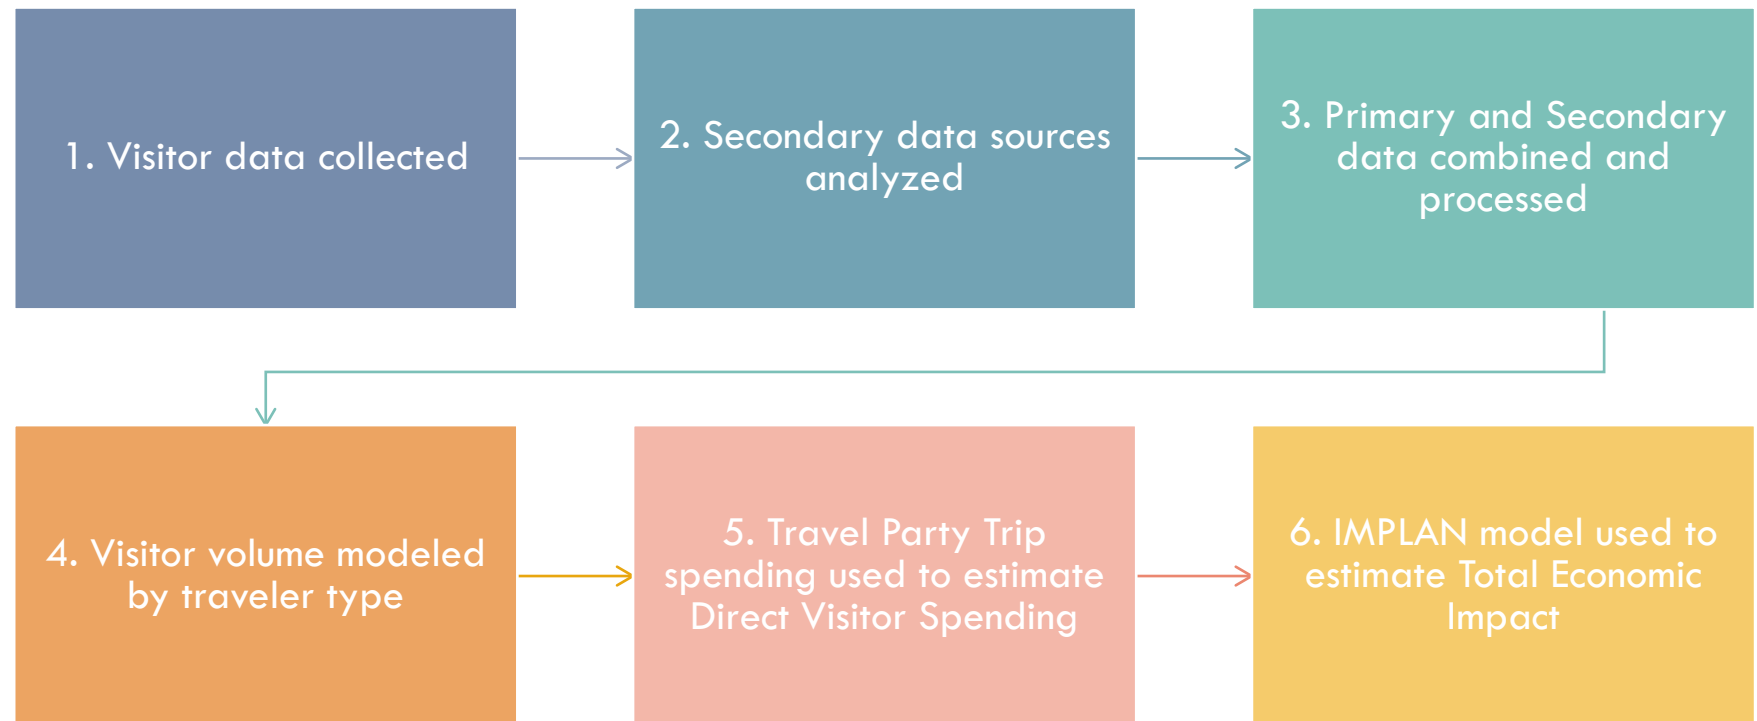 1. Visitor data collected
2. Secondary data sources
analyzed
3. Primary and Secondary
data combined and
processed
4. Visitor volume modeled
by traveler type
5. Travel Party Trip
spending used to estimate
Direct Visitor Spending
6. IMPLAN model used to
estimate Total Economic
Impact